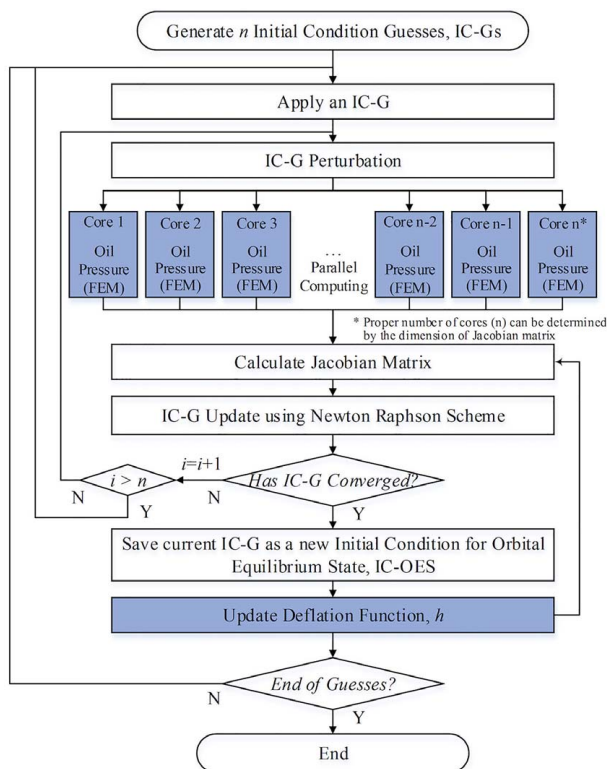 Generate n Initial Condition Guesses, IC-Gs
Apply an IC-G
IC-G Perturbation
Core 1
Oil
Pressure
(FEM)
Core 2
Oil
Pressure
(FEM)
Core 3
Oil
Pressure
(FEM)
...
Parallel
Computing
Core n-2
Oil
Pressure
(FEM)
Core n-1
Oil
Pressure
(FEM)
Core n*
Oil
Pressure
(FEM)
* Proper number of cores (n) can be determined
by the dimension of Jacobian matrix
Calculate Jacobian Matrix
IC-G Update using Newton Raphson Scheme
i=i+1
i > n
N
Y
Has IC-G Converged?
N
Y
Save current IC-G as a new Initial Condition for Orbital
Equilibrium State, IC-OES
Update Deflation Function, h
End of Guesses?
N
Y
End